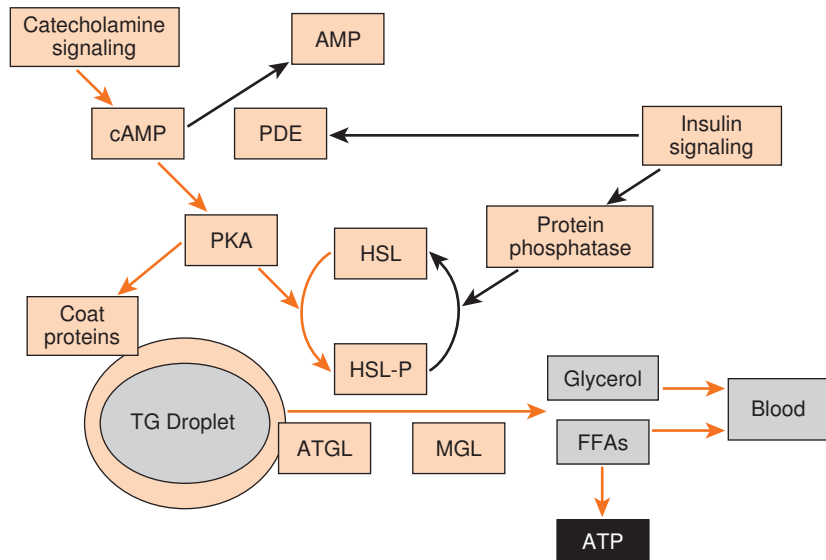 Catecholamine
signaling
AMP
cAMP
PDE
Insulin
signaling
PKA
HSL
Protein
phosphatase
Coat
proteins
HSL-P
Glycerol
Blood
TG Droplet
ATGL
MGL
FFAs
ATP